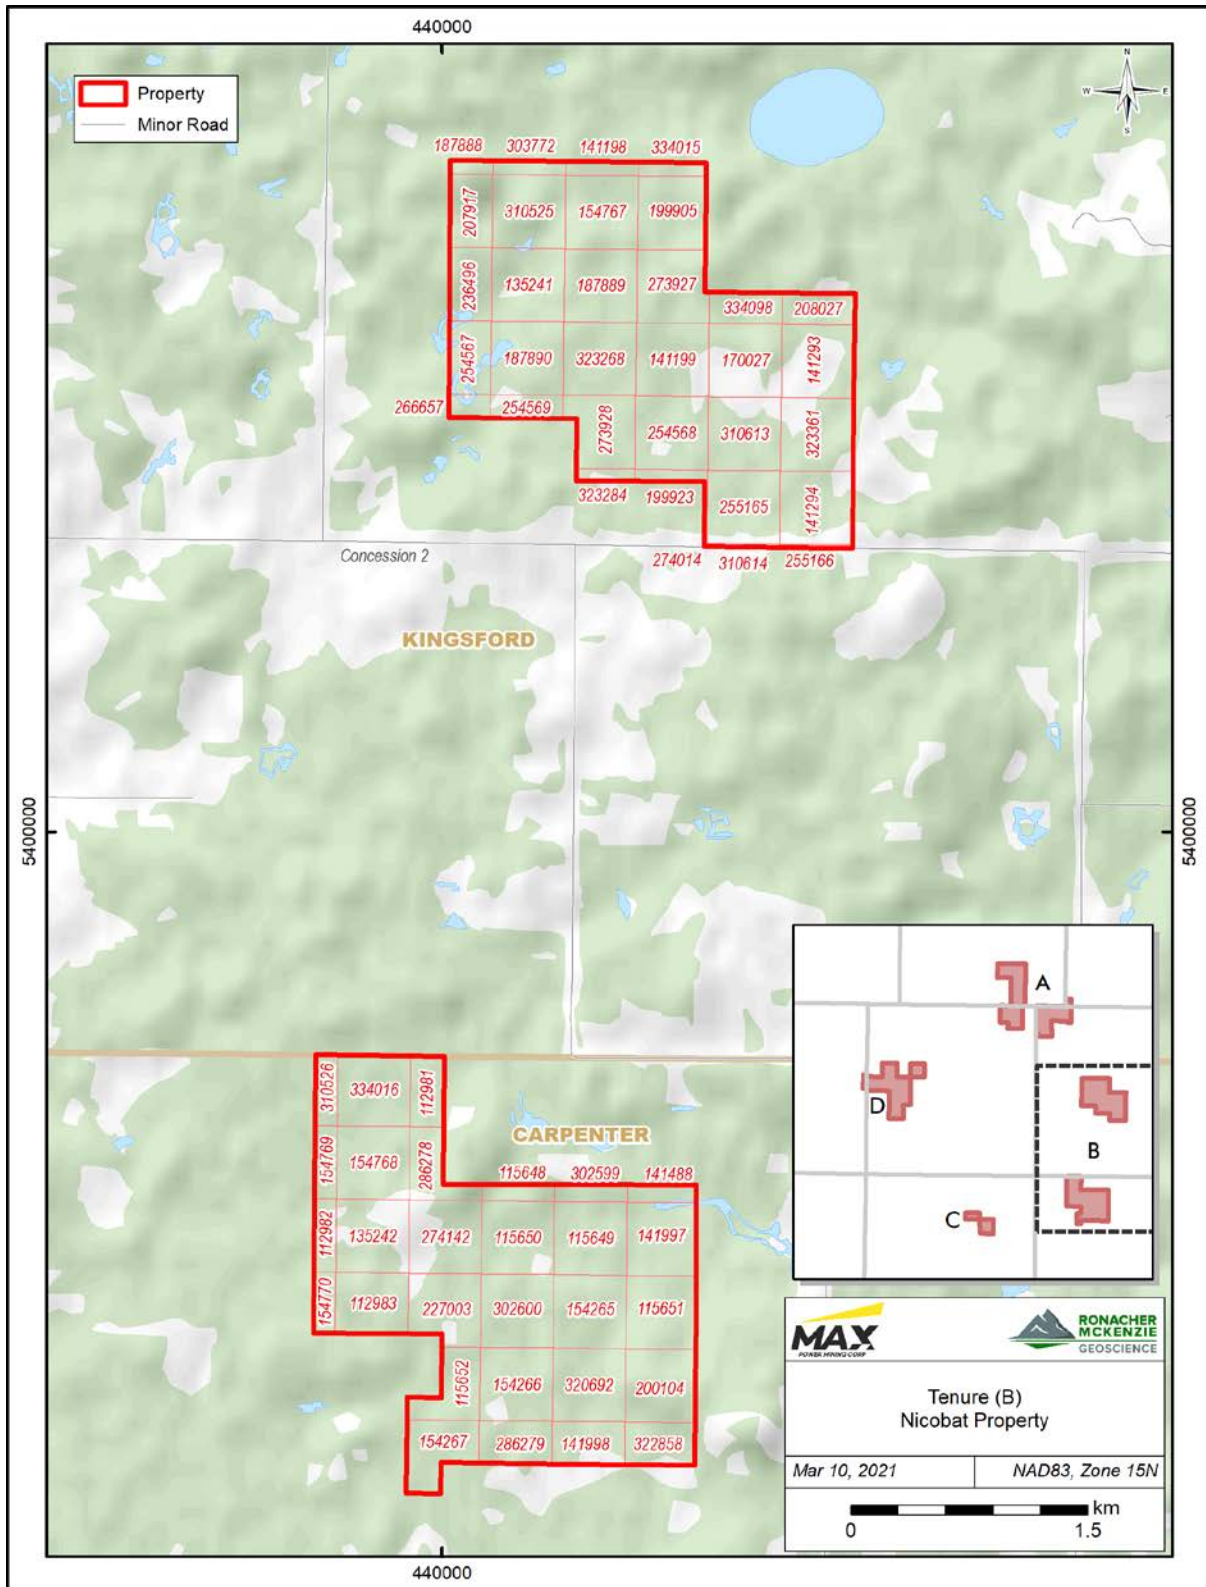 440000
Property
Minor Road
N
W E
S
187888 303772 141198 334015
207917 310525 154767 199905
236496 135241 187889 273927
334098 208027
254567 187890 323268 141199 170027 141293
266657 254569 273928 254568 310613 323361
323284 199923 255165 141294
274014 310614 255166
Concession 2
KINGSFORD
5400000
5400000
310526 334016 112981
154769 154768 286278
CARPENTER
115648 302599 141488
112982 135242 274142 115650 115649 141997
154770 112983 227003 302600 154265 115651
115652 154266 320692 200104
154267 286279 141998 322858
A
D
B
C
MAX
POWER MINING CORP
RONACHER
MCKENZIE
GEOSCIENCE
Tenure (B)
Nicobat Property
Mar 10, 2021 NAD83, Zone 15N
km
0 1.5
440000